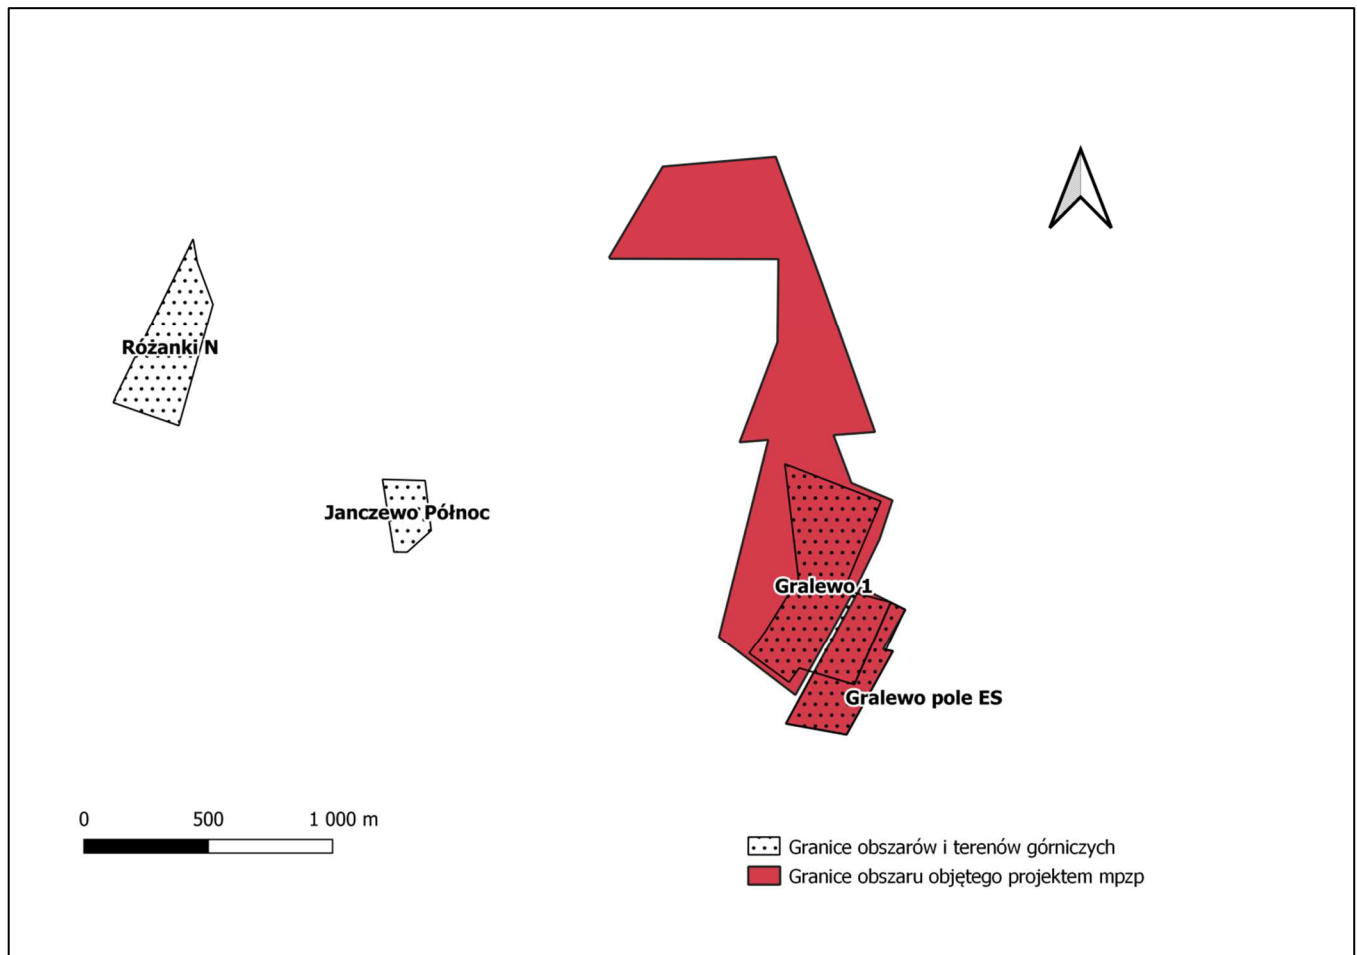 Różanki N
Janczewo Północ
Gralewo 1
Gralewo pole ES
0 500 1 000 m
Granice obszarów i terenów górniczych
Granice obszaru objętego projektem mpzp